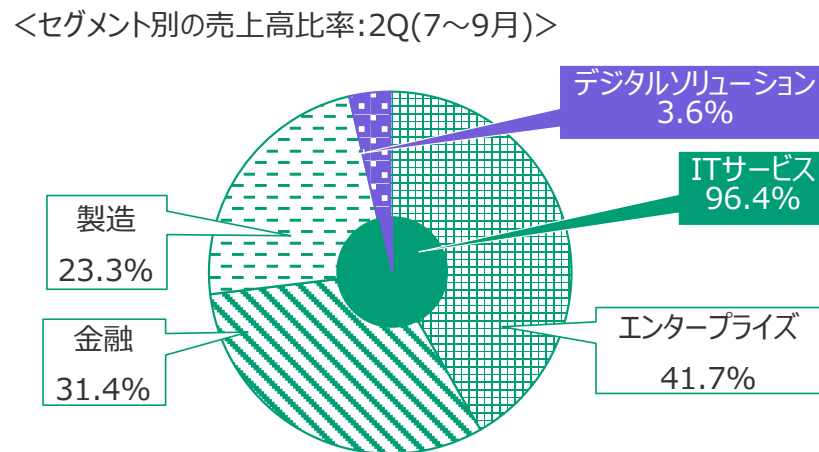 ＜セグメント別の売上高比率:2Q(7～9月)＞
デジタルソリューション
3.6%
ITサービス
96.4%
製造
23.3%
金融
31.4%
エンタープライズ
41.7%